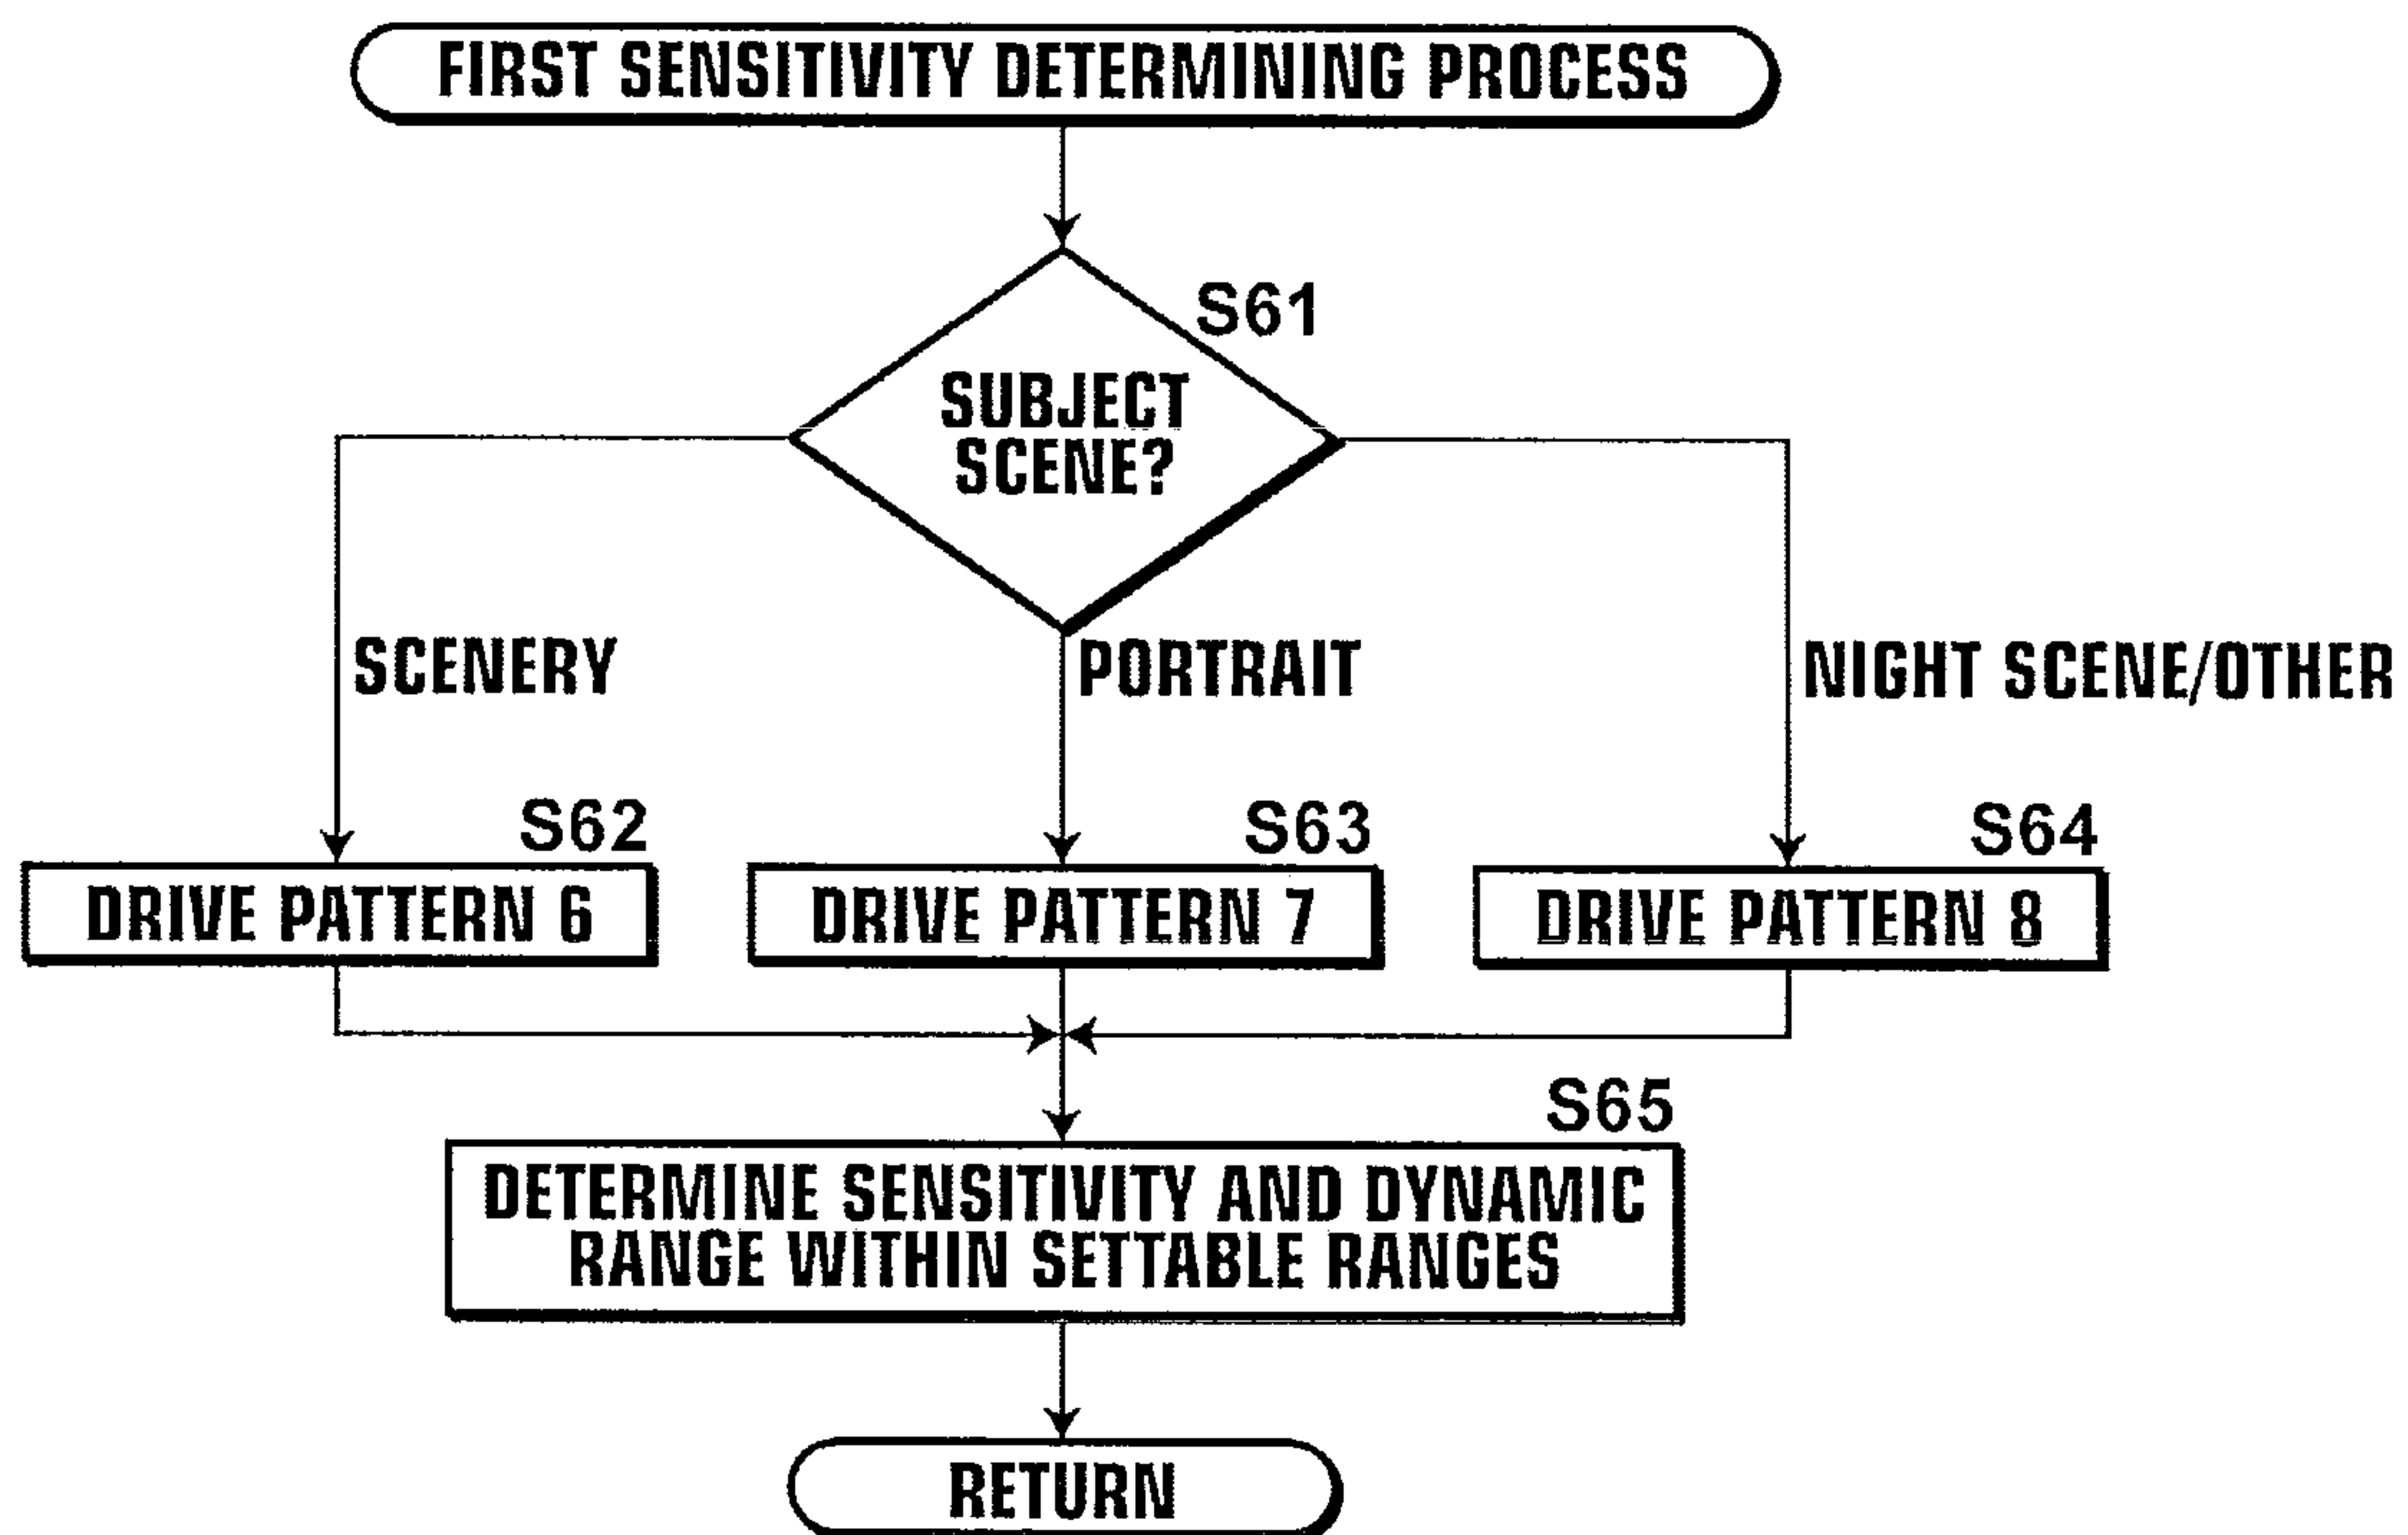 FIRST SENSITIVITY DETERMINING PROCESS
S61
SUBJECT
SCENE?
SCENERY
PORTRAIT
NIGHT SCENE/OTHER
S62
S63
S64
DRIVE PATTERN 6
DRIVE PATTERN 7
DRIVE PATTERN 8
S65
DETERMINE SENSITIVITY AND DYNAMIC
RANGE WITHIN SETTABLE RANGES
RETURN